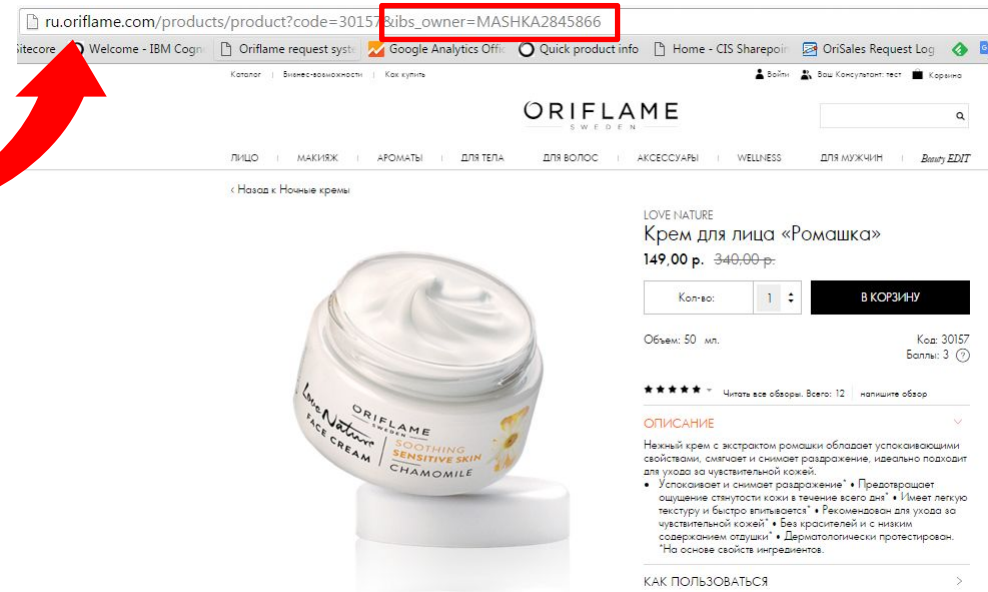 ru.oriflame.com/products/product?code=30157&ibs_owner=MASHKA2845866
Sitecore Welcome - IBM Cogn Oriflame request syste Google Analytics Offic Quick product info Home - CIS Sharepoin OriSales Request Log
Каталог | Бизнес-возможности | Как купить Войти Ваш Консультант: тест Корзина
ORIFLAME
SWEDEN
ЛИЦО | МАКИЯЖ | АРОМАТЫ | ДЛЯ ТЕЛА ДЛЯ ВОЛОС | АКСЕССУАРЫ | WELLNESS ДЛЯ МУЖЧИН | Beauty EDIT
‹ Назад к Ночные кремы
LOVE NATURE
Крем для лица «Ромашка»
149,00 р. 340,00 р.
Кол-во: 1 В КОРЗИНУ
Объем: 50 мл. Код: 30157
Баллы: 3 ?
Читать все обзоры. Всего: 12 напишите обзор
ОПИСАНИЕ
Нежный крем с экстрактом ромашки обладает успокаивающими
свойствами, смягчает и снимает раздражение, идеально подходит
для ухода за чувствительной кожей.
• Успокаивает и снимает раздражение* • Предотвращает
ощущение стянутости кожи в течение всего дня* • Имеет легкую
текстуру и быстро впитывается* • Рекомендован для ухода за
чувствительной кожей* • Без красителей и с низким
содержанием отдушки* • Дерматологически протестирован.
*На основе свойств ингредиентов.
КАК ПОЛЬЗОВАТЬСЯ
Love Nature
FACE CREAM
ORIFLAME
SWEDEN
SOOTHING
SENSITIVE SKIN
CHAMOMILE